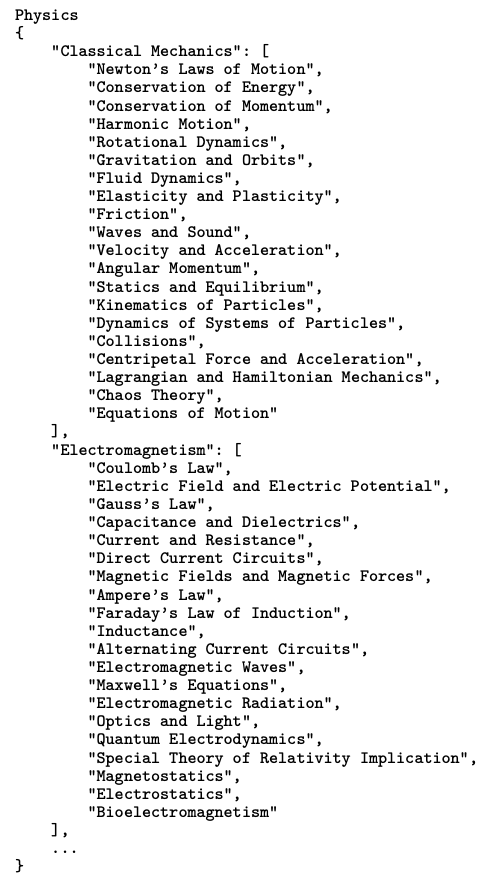 Physics
{
    "Classical Mechanics": [
        "Newton's Laws of Motion",
        "Conservation of Energy",
        "Conservation of Momentum",
        "Harmonic Motion",
        "Rotational Dynamics",
        "Gravitation and Orbits",
        "Fluid Dynamics",
        "Elasticity and Plasticity",
        "Friction",
        "Waves and Sound",
        "Velocity and Acceleration",
        "Angular Momentum",
        "Statics and Equilibrium",
        "Kinematics of Particles",
        "Dynamics of Systems of Particles",
        "Collisions",
        "Centripetal Force and Acceleration",
        "Lagrangian and Hamiltonian Mechanics",
        "Chaos Theory",
        "Equations of Motion"
    ],
    "Electromagnetism": [
        "Coulomb's Law",
        "Electric Field and Electric Potential",
        "Gauss's Law",
        "Capacitance and Dielectrics",
        "Current and Resistance",
        "Direct Current Circuits",
        "Magnetic Fields and Magnetic Forces",
        "Ampere's Law",
        "Faraday's Law of Induction",
        "Inductance",
        "Alternating Current Circuits",
        "Electromagnetic Waves",
        "Maxwell's Equations",
        "Electromagnetic Radiation",
        "Optics and Light",
        "Quantum Electrodynamics",
        "Special Theory of Relativity Implication",
        "Magnetostatics",
        "Electrostatics",
        "Bioelectromagnetism"
    ],
    ...
}